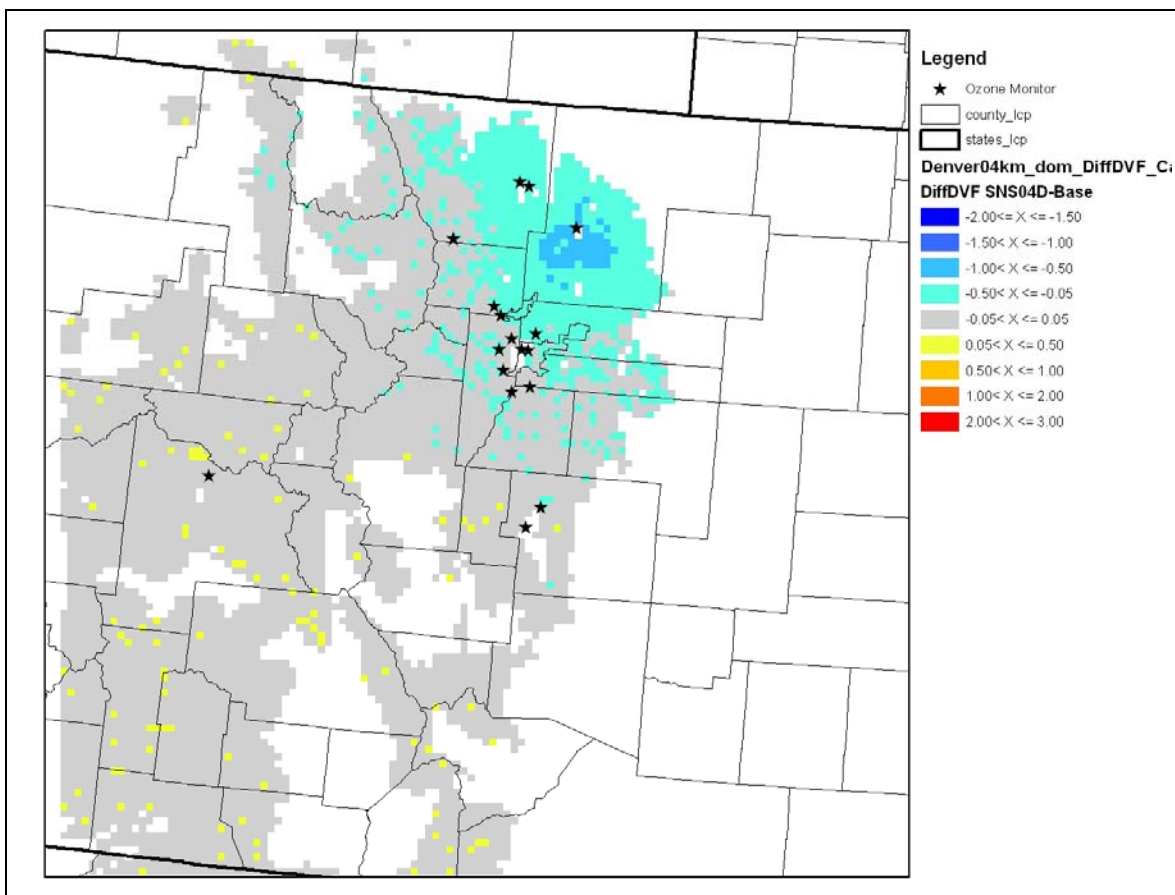 Legend
Ozone Monitor
county_lcp
states_lcp
Denver04km_dom_DiffDVF_Ca
DiffDVF SNS04D-Base
-2.00<= X <= -1.50
-1.50< X <= -1.00
-1.00< X <= -0.50
-0.50< X <= -0.05
-0.05< X <= 0.05
0.05< X <= 0.50
0.50< X <= 1.00
1.00< X <= 2.00
2.00< X <= 3.00